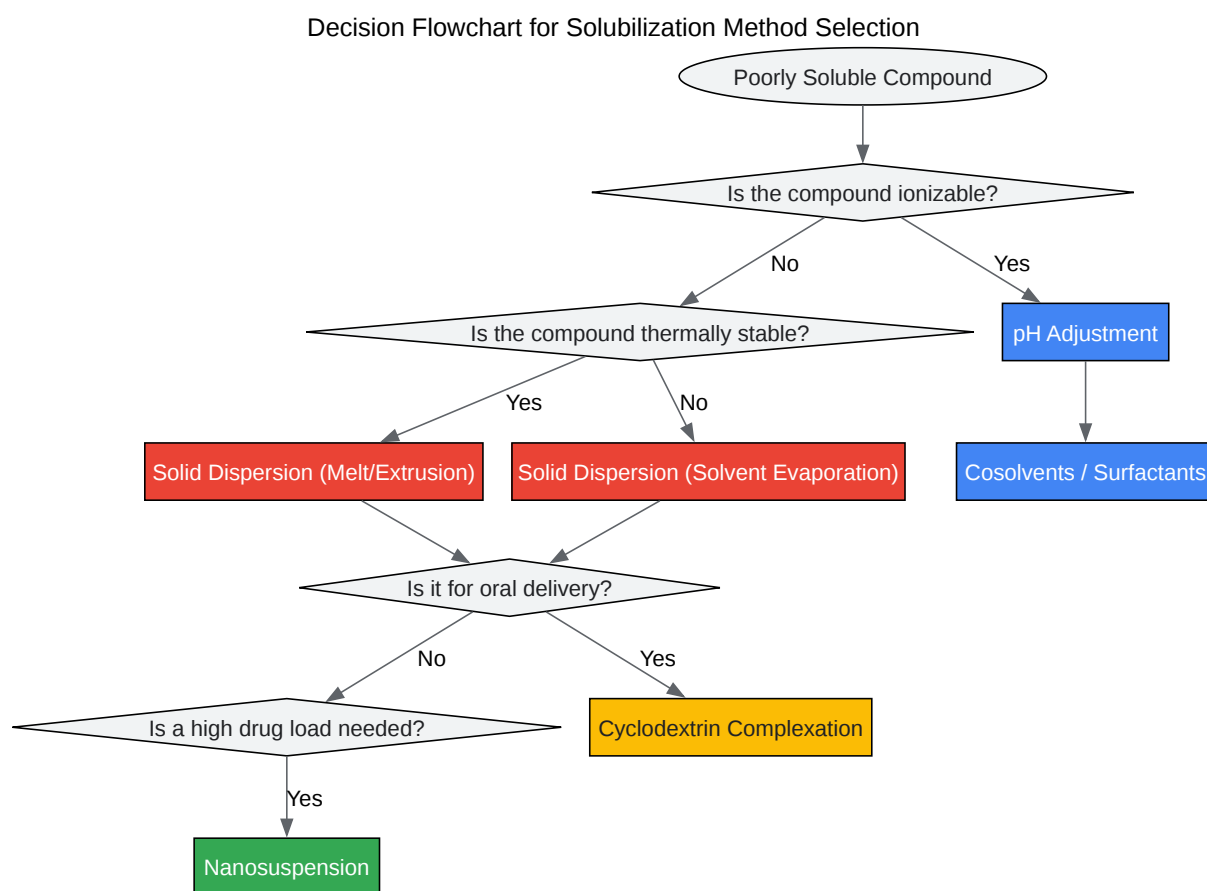 Decision Flowchart for Solubilization Method Selection
Poorly Soluble Compound
Is the compound ionizable?
No
Yes
Is the compound thermally stable?
pH Adjustment
Yes
No
Solid Dispersion (Melt/Extrusion)
Solid Dispersion (Solvent Evaporation)
Cosolvents / Surfactants
Is it for oral delivery?
No
Yes
Is a high drug load needed?
Cyclodextrin Complexation
Yes
Nanosuspension